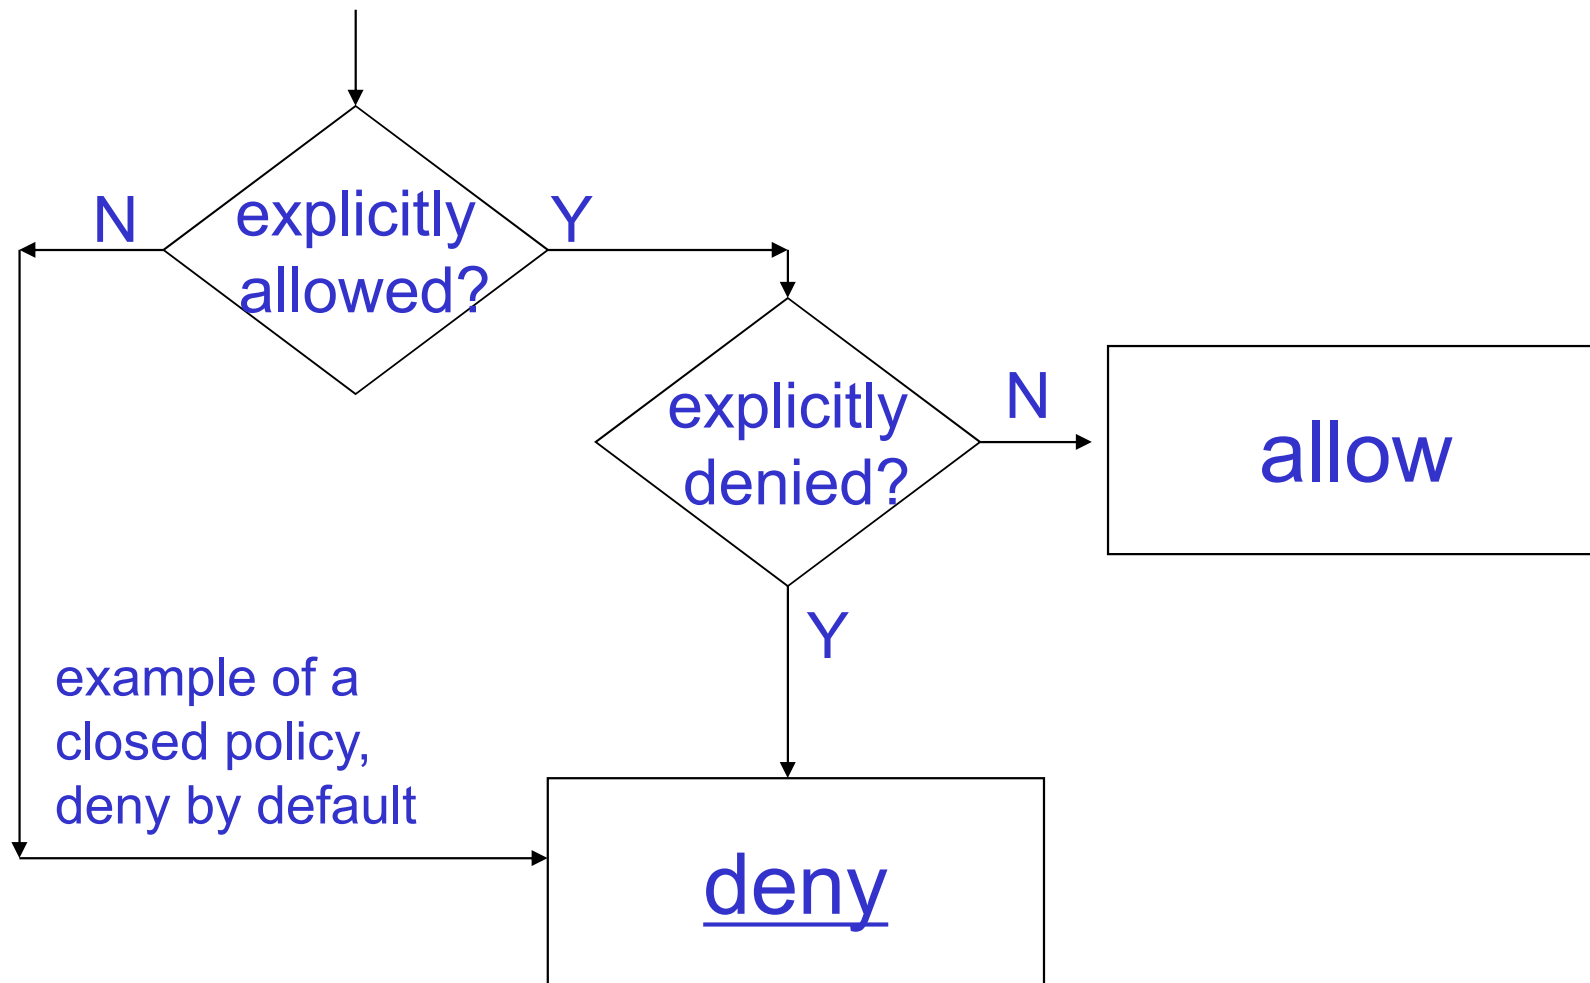 N
explicitly
allowed?
Y
explicitly
denied?
N
allow
Y
example of a
closed policy,
deny by default
deny